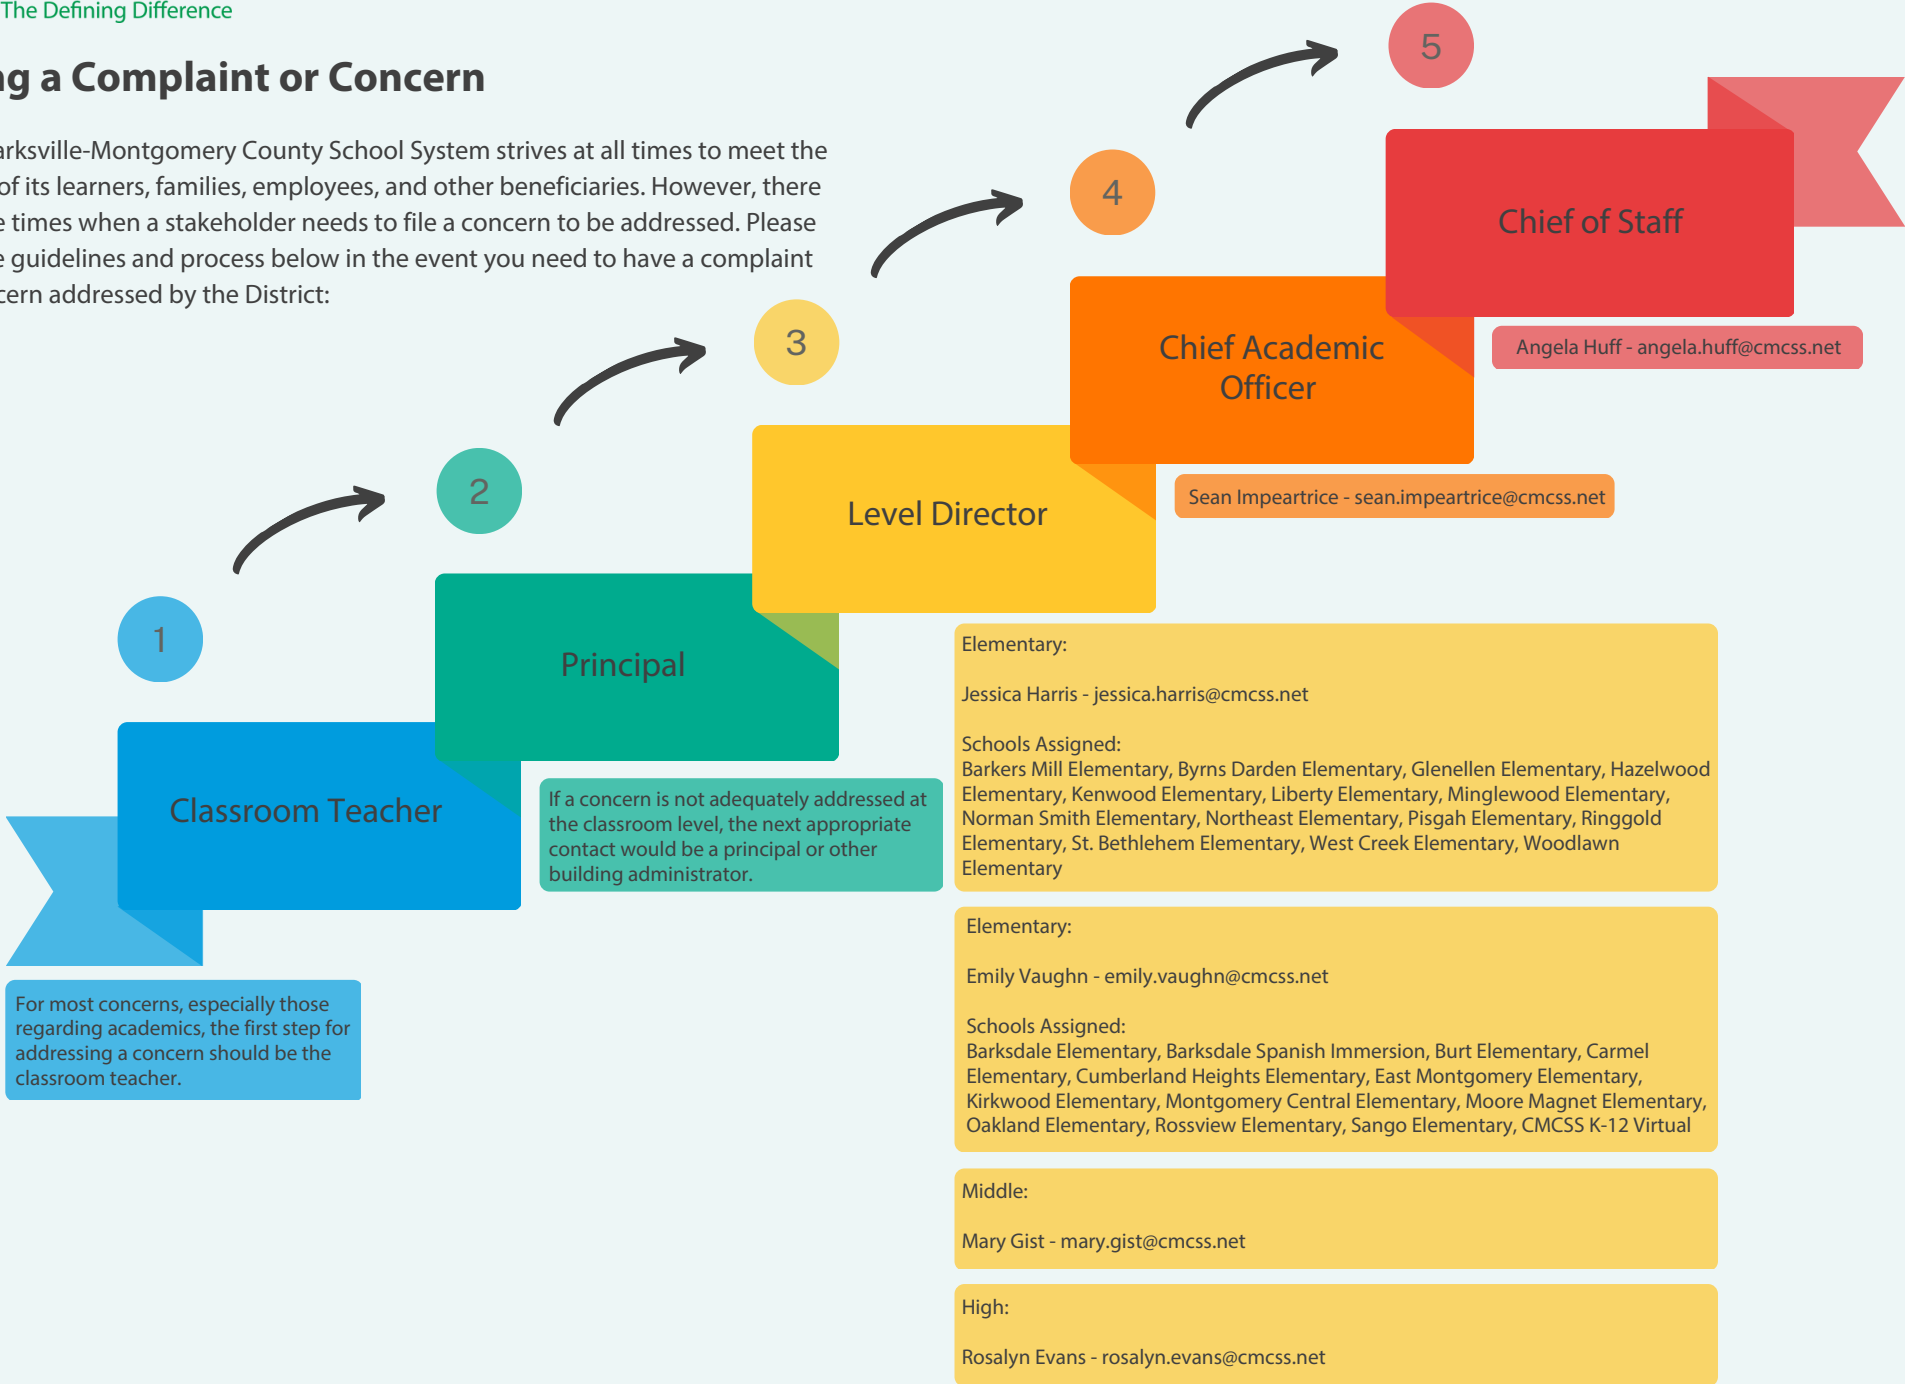 The Defining Difference
a Complaint or Concern
County School System strives at all times to meet the
of its learners, families, employees, and other beneficiaries. However, there
times when a stakeholder needs to file a concern to be addressed. Please
guidelines and process below in the event you need to have a complaint
addressed by the District:
5
Chief of Staff
Angela Huff - angela.huff@cmcss.net
4
Chief Academic
Officer
Sean Impeartrice - sean.impeartrice@cmcss.net
3
Level Director
2
Principal
If a concern is not adequately addressed at
the classroom level, the next appropriate
contact would be a principal or other
building administrator.
1
Classroom Teacher
For most concerns, especially those
regarding academics, the first step for
addressing a concern should be the
classroom teacher.
Elementary:
Jessica Harris - jessica.harris@cmcss.net
Schools Assigned:
Barkers Mill Elementary, Byrns Darden Elementary, Glenellen Elementary, Hazelwood
Elementary, Kenwood Elementary, Liberty Elementary, Minglewood Elementary,
Norman Smith Elementary, Northeast Elementary, Pisgah Elementary, Ringgold
Elementary, St. Bethlehem Elementary, West Creek Elementary, Woodlawn
Elementary
Elementary:
Emily Vaughn - emily.vaughn@cmcss.net
Schools Assigned:
Barksdale Elementary, Barksdale Spanish Immersion, Burt Elementary, Carmel
Elementary, Cumberland Heights Elementary, East Montgomery Elementary,
Kirkwood Elementary, Montgomery Central Elementary, Moore Magnet Elementary,
Oakland Elementary, Rossview Elementary, Sango Elementary, CMCSS K-12 Virtual
Middle:
Mary Gist - mary.gist@cmcss.net
High:
Rosalyn Evans - rosalyn.evans@cmcss.net